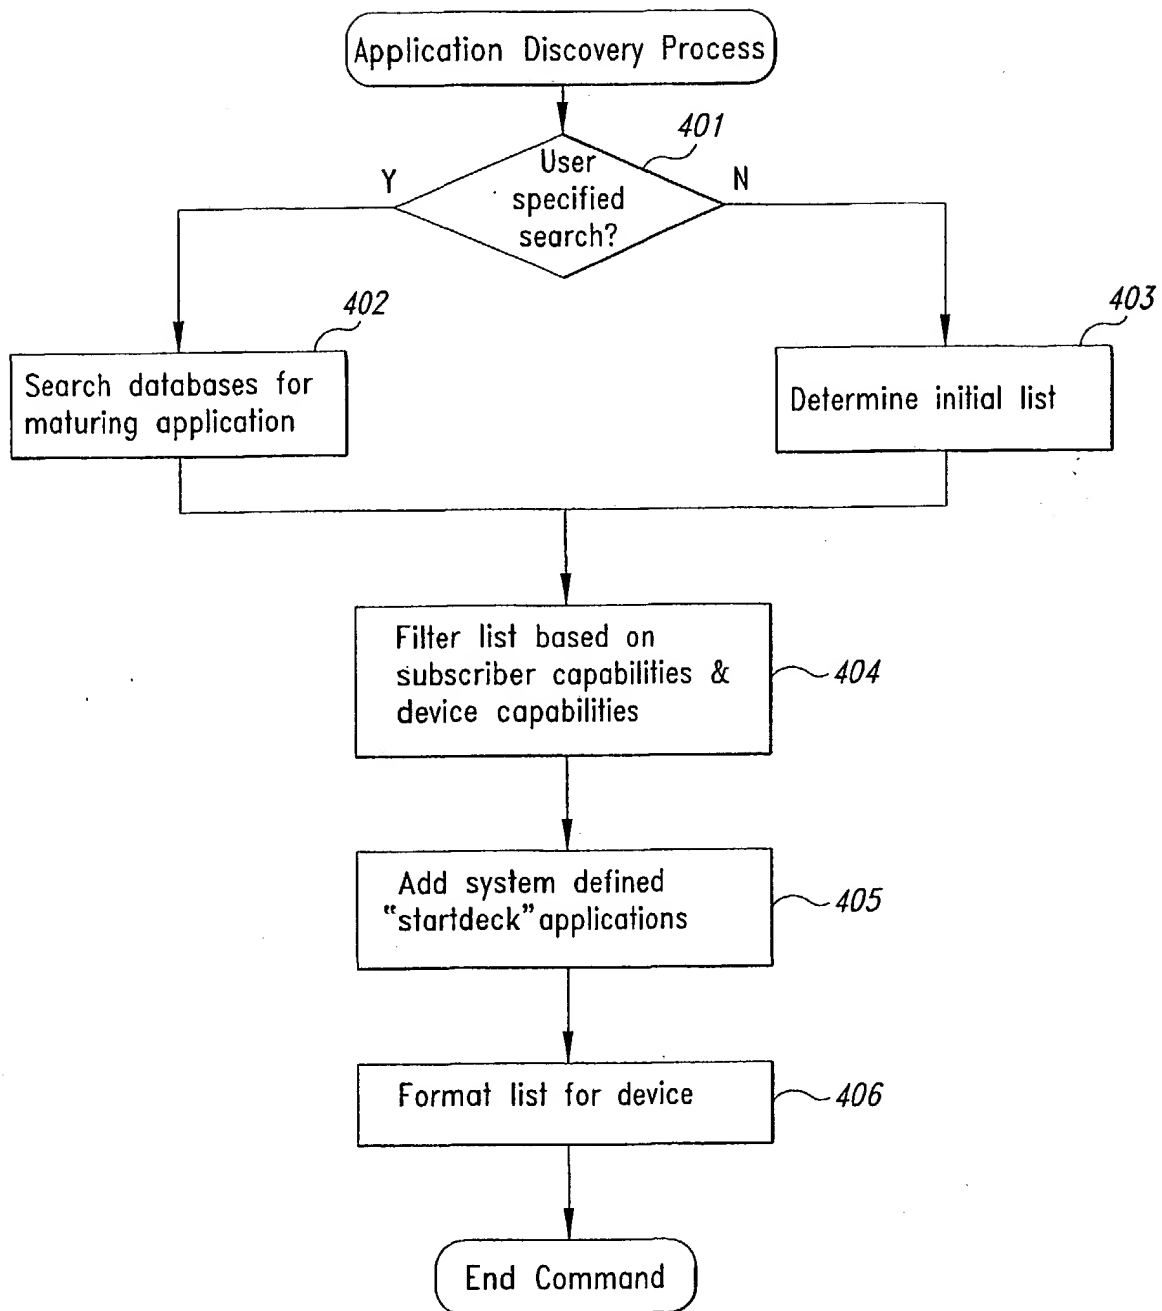 Application Discovery Process
401
User
specified
search?
Y
N
402
Search databases for
maturing application
403
Determine initial list
Filter list based on
subscriber capabilities &
device capabilities
404
Add system defined
"startdeck" applications
405
Format list for device
406
End Command